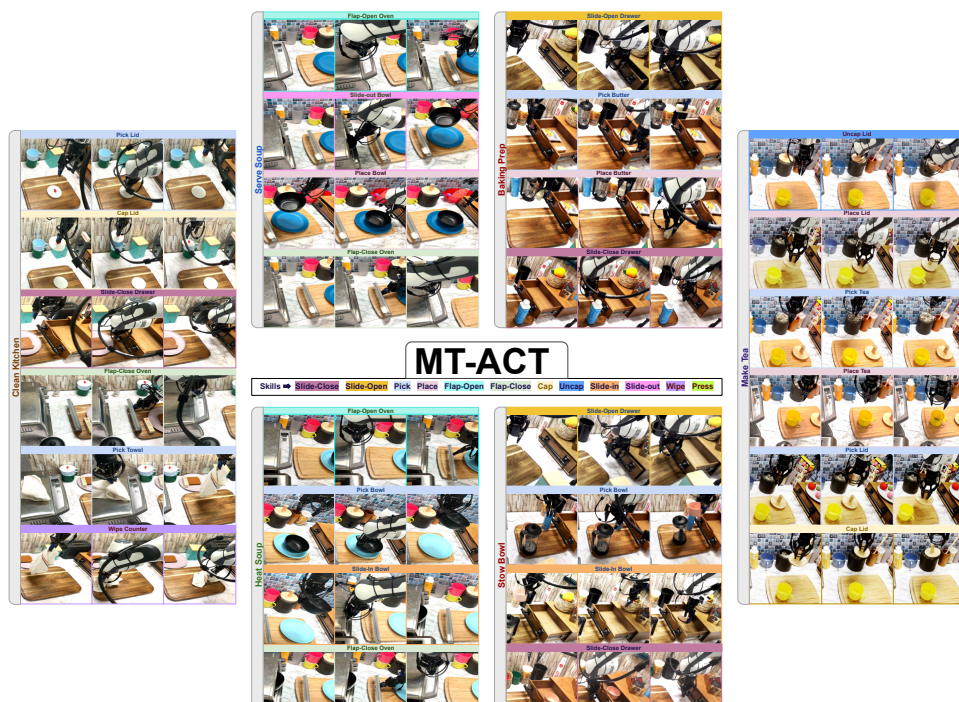 Clean Kitchen
Pick Lid
Cap Lid
Slide-Close Drawer
Flap-Close Oven
Pick Towel
Wipe Counter
Serve Soup
Flap-Open Oven
Slide-out Bowl
Place Bowl
Flap-Close Oven
Baking Prep
Slide-Open Drawer
Pick Butter
Place Butter
Slide-Close Drawer
MT-ACT
Skills ➡ Slide-Close Slide-Open Pick Place Flap-Open Flap-Close Cap Uncap Slide-in Slide-out Wipe Press
Heat Soup
Flap-Open Oven
Pick Bowl
Slide-In Bowl
Flap-Close Oven
Stow Bowl
Slide-Open Drawer
Pick Bowl
Slide-In Bowl
Slide-Close Drawer
Make Tea
Uncap Lid
Place Lid
Pick Tea
Place Tea
Pick Lid
Cap Lid